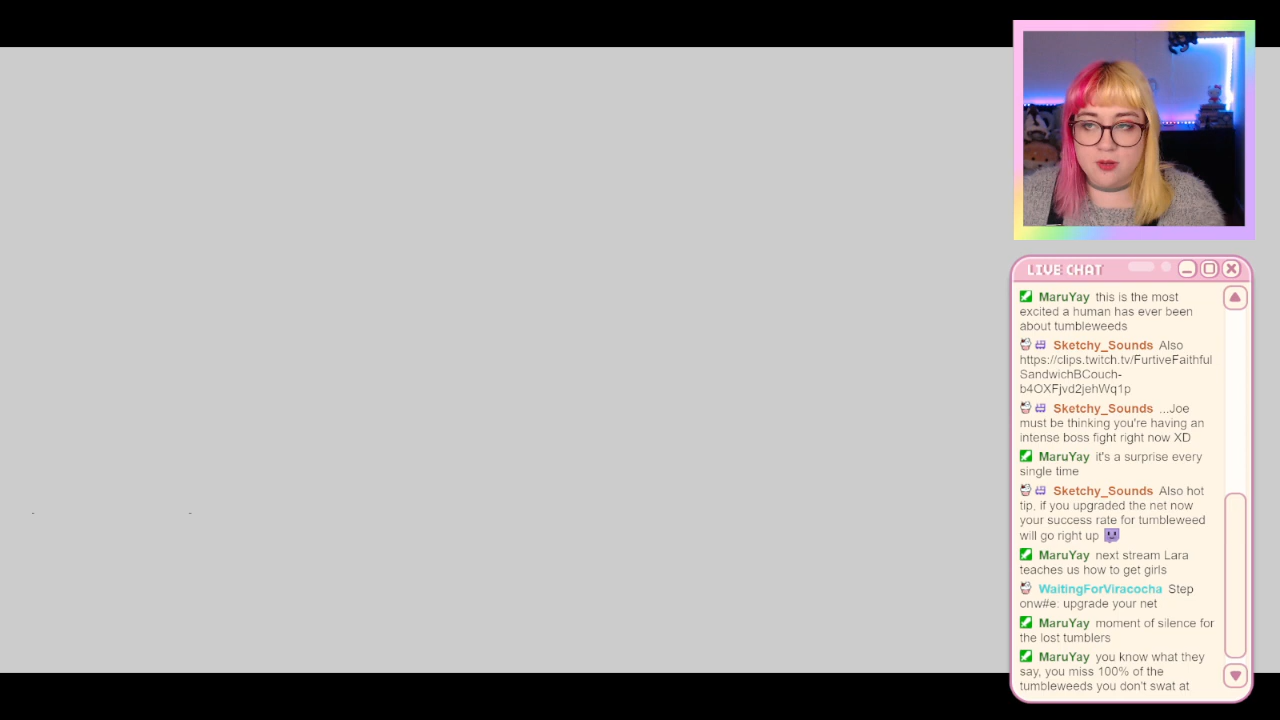 LIVE CHAT
MaruYay this is the most
excited a human has ever been
about tumbleweeds
Sketchy_Sounds Also
https://clips.twitch.tv/FurtiveFaithful
SandwichBCouch-
b4OXFjvd2jehWq1p
Sketchy_Sounds ...Joe
must be thinking you're having an
intense boss fight right now XD
MaruYay it's a surprise every
single time
Sketchy_Sounds Also hot
tip, if you upgraded the net now
your success rate for tumbleweed
will go right up
MaruYay next stream Lara
teaches us how to get girls
WaitingForViracocha Step
onw#e: upgrade your net
MaruYay moment of silence for
the lost tumblers
MaruYay you know what they
say, you miss 100% of the
tumbleweeds you don't swat at